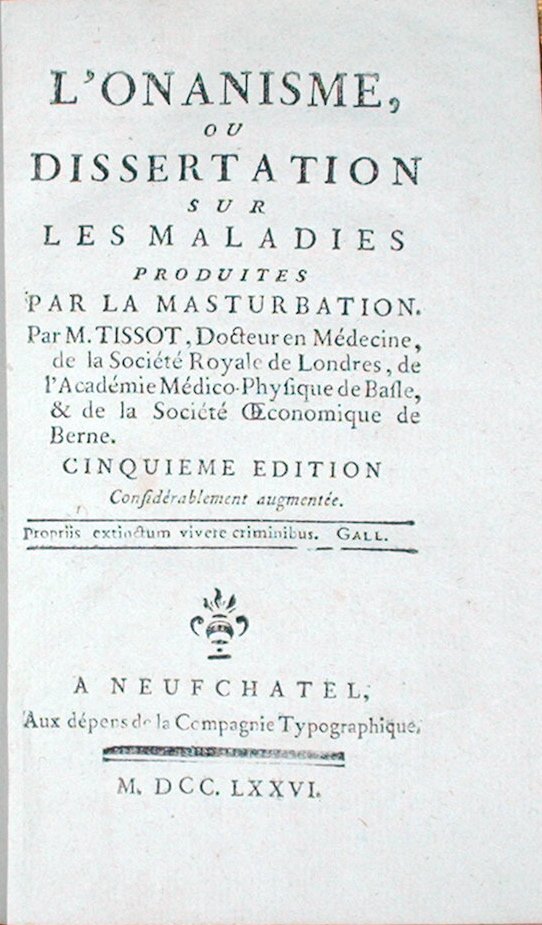 L'ONANISME,
OU
DISSERTATION
SUR
LES MALADIES
PRODUITES
PAR LA MASTURBATION.
Par M. TISSOT, Docteur en Médecine,
de la Société Royale de Londres, de
l'Académie Médico-Phyſique de Baſle,
& de la Société Œconomique de
Berne.
CINQUIEME EDITION
Conſidérablement augmentée.
Propriis extinctum vivere criminibus. GALL.
A NEUFCHATEL,
Aux dépens de la Compagnie Typographique.
M. DCC. LXXVI.